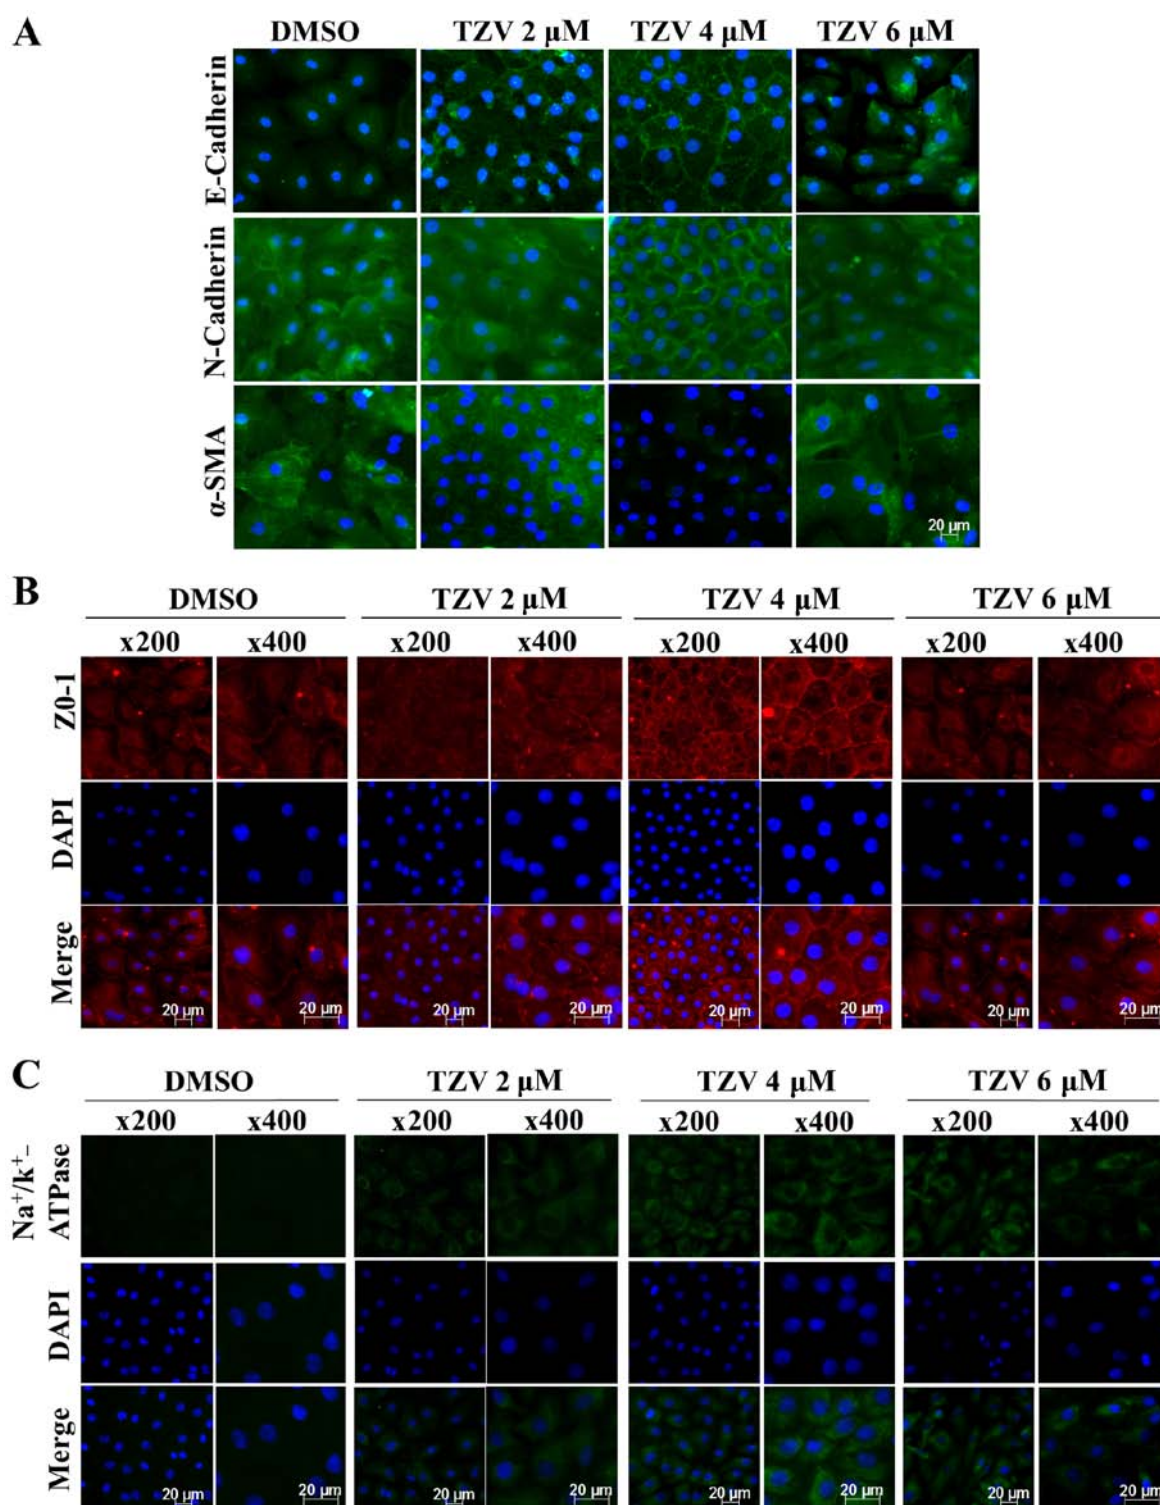 A
DMSO TZV 2 μM TZV 4 μM TZV 6 μM
E-Cadherin
N-Cadherin
α-SMA
20 μm
B
DMSO TZV 2 μM TZV 4 μM TZV 6 μM
x200 x400 x200 x400 x200 x400 x200 x400
Z0-1
DAPI
Merge
20 μm 20 μm 20 μm 20 μm 20 μm 20 μm 20 μm 20 μm
C
DMSO TZV 2 μM TZV 4 μM TZV 6 μM
x200 x400 x200 x400 x200 x400 x200 x400
Na⁺/k⁺–
ATPase
DAPI
Merge
20 μm 20 μm 20 μm 20 μm 20 μm 20 μm 20 μm 20 μm